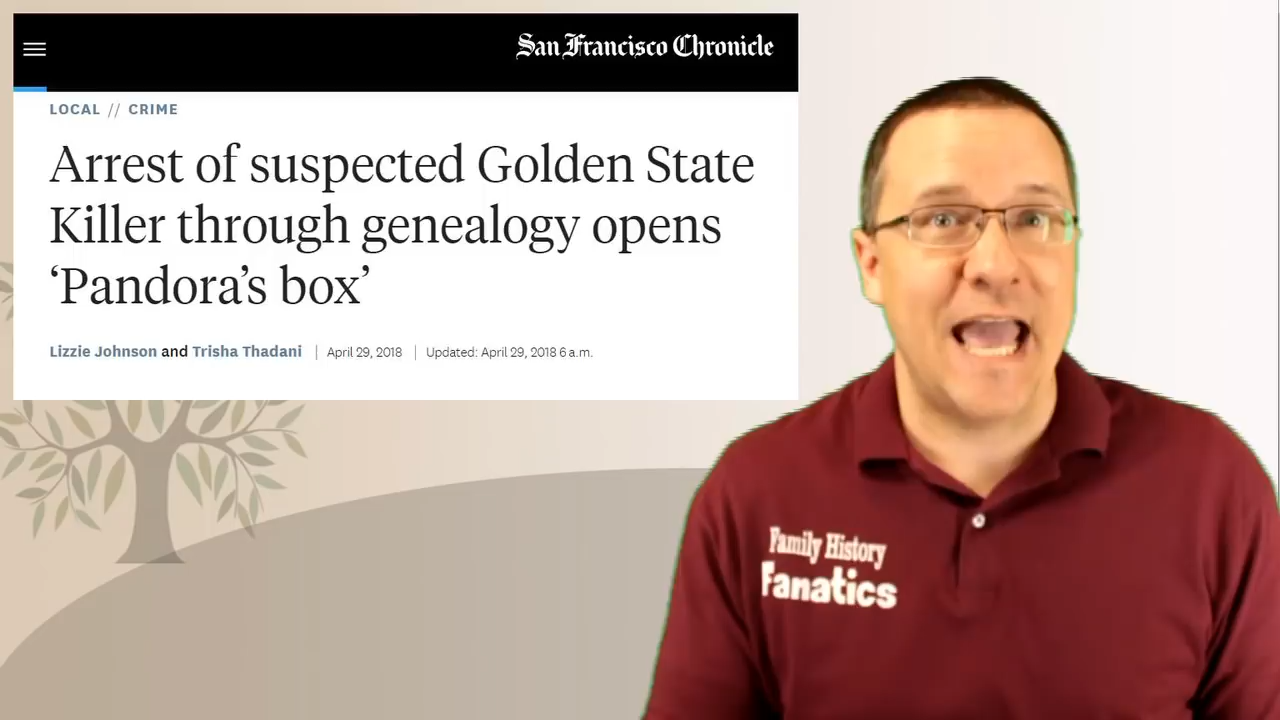 San Francisco Chronicle
LOCAL // CRIME
Arrest of suspected Golden State
Killer through genealogy opens
‘Pandora’s box’
Lizzie Johnson and Trisha Thadani | April 29, 2018 | Updated: April 29, 2018 6 a.m.
Family History
Fanatics